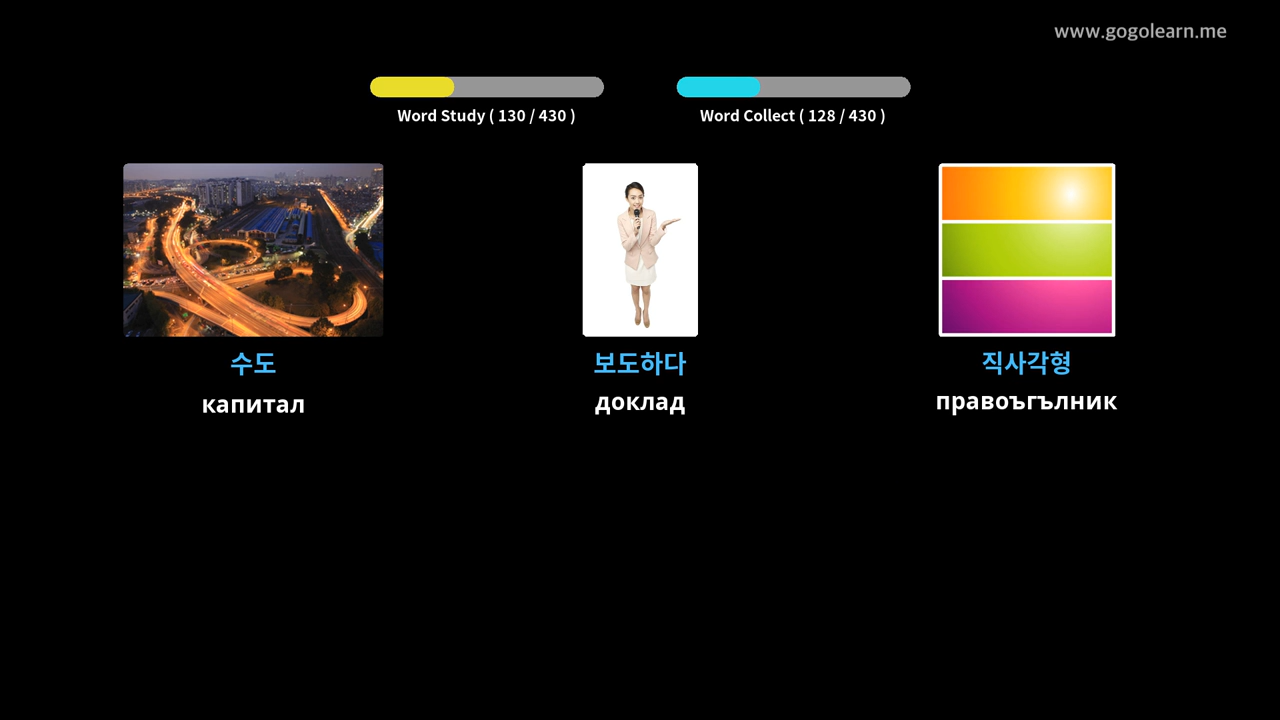 www.gogolearn.me
Word Study ( 130 / 430 )
Word Collect ( 128 / 430 )
수도
капитал
보도하다
доклад
직사각형
правоъгълник